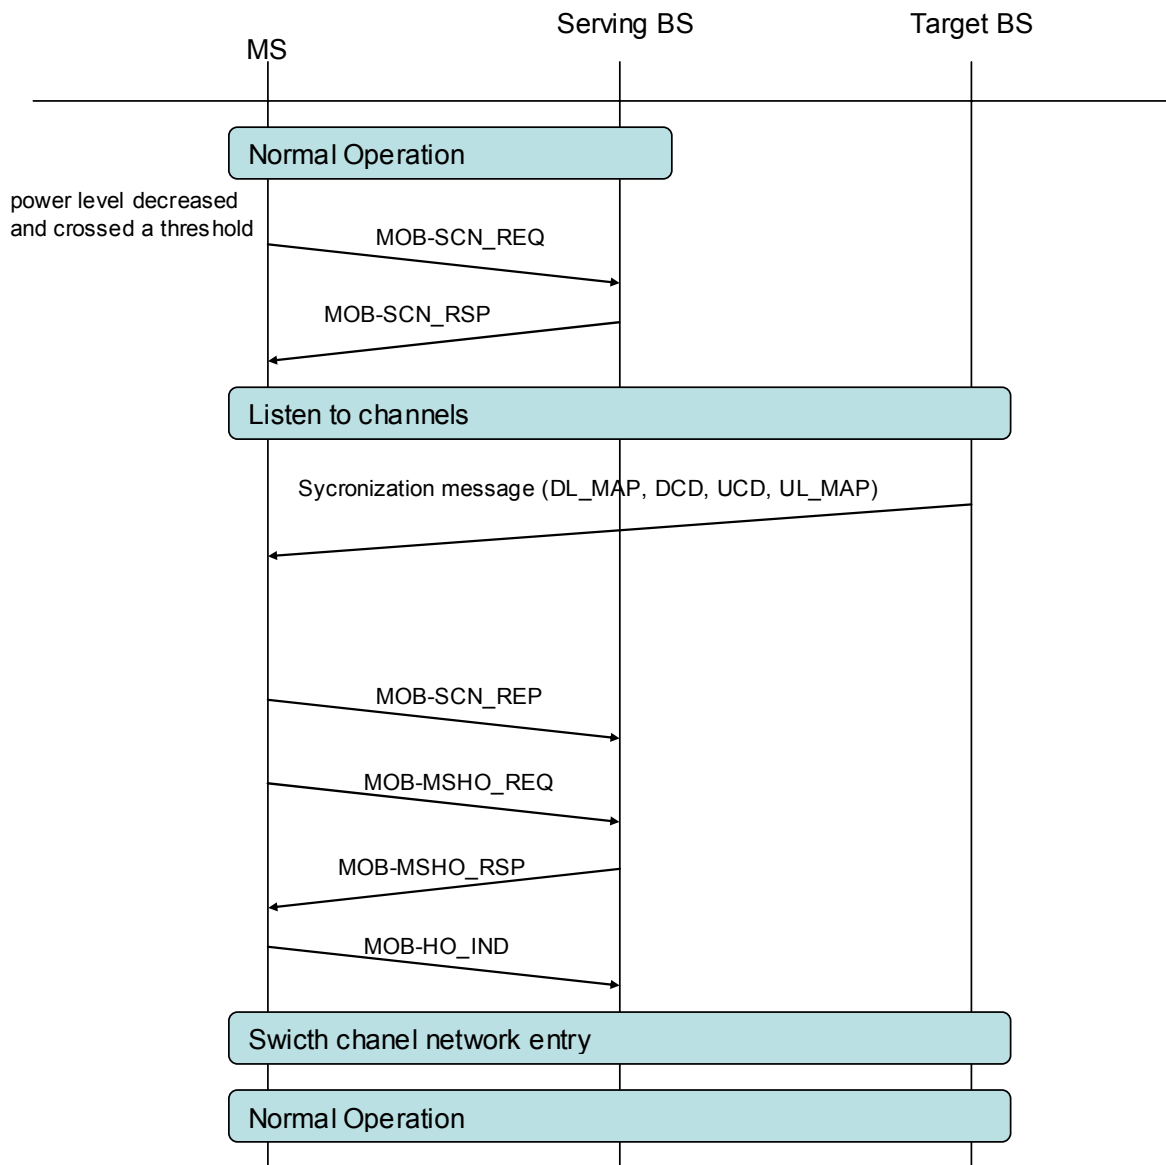 Serving BS
Target BS
MS
Normal Operation
power level decreased
and crossed a threshold
MOB-SCN_REQ
MOB-SCN_RSP
Listen to channels
Sycronization message (DL_MAP, DCD, UCD, UL_MAP)
MOB-SCN_REP
MOB-MSHO_REQ
MOB-MSHO_RSP
MOB-HO_IND
Swicth chanel network entry
Normal Operation